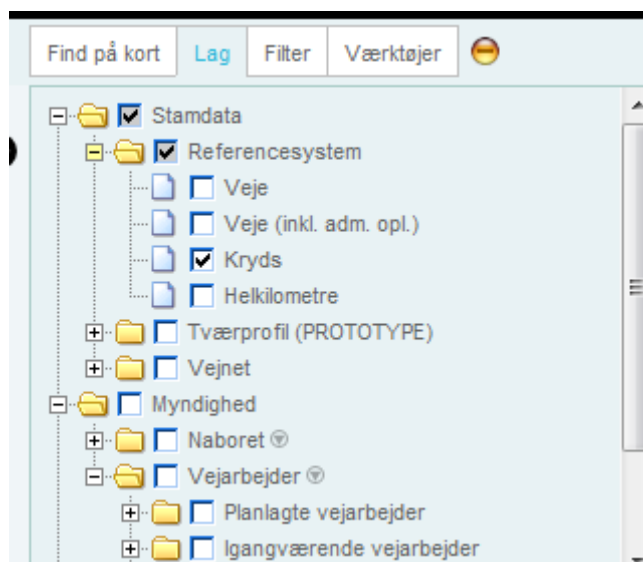 Find på kort Lag Filter Værktøjer
Stamdata
Referencesystem
Veje
Veje (inkl. adm. opl.)
Kryds
Helkilometre
Tværprofil (PROTOTYPE)
Vejnet
Myndighed
Naboret
Vejarbejder
Planlagte vejarbejder
Igangværende vejarbejder